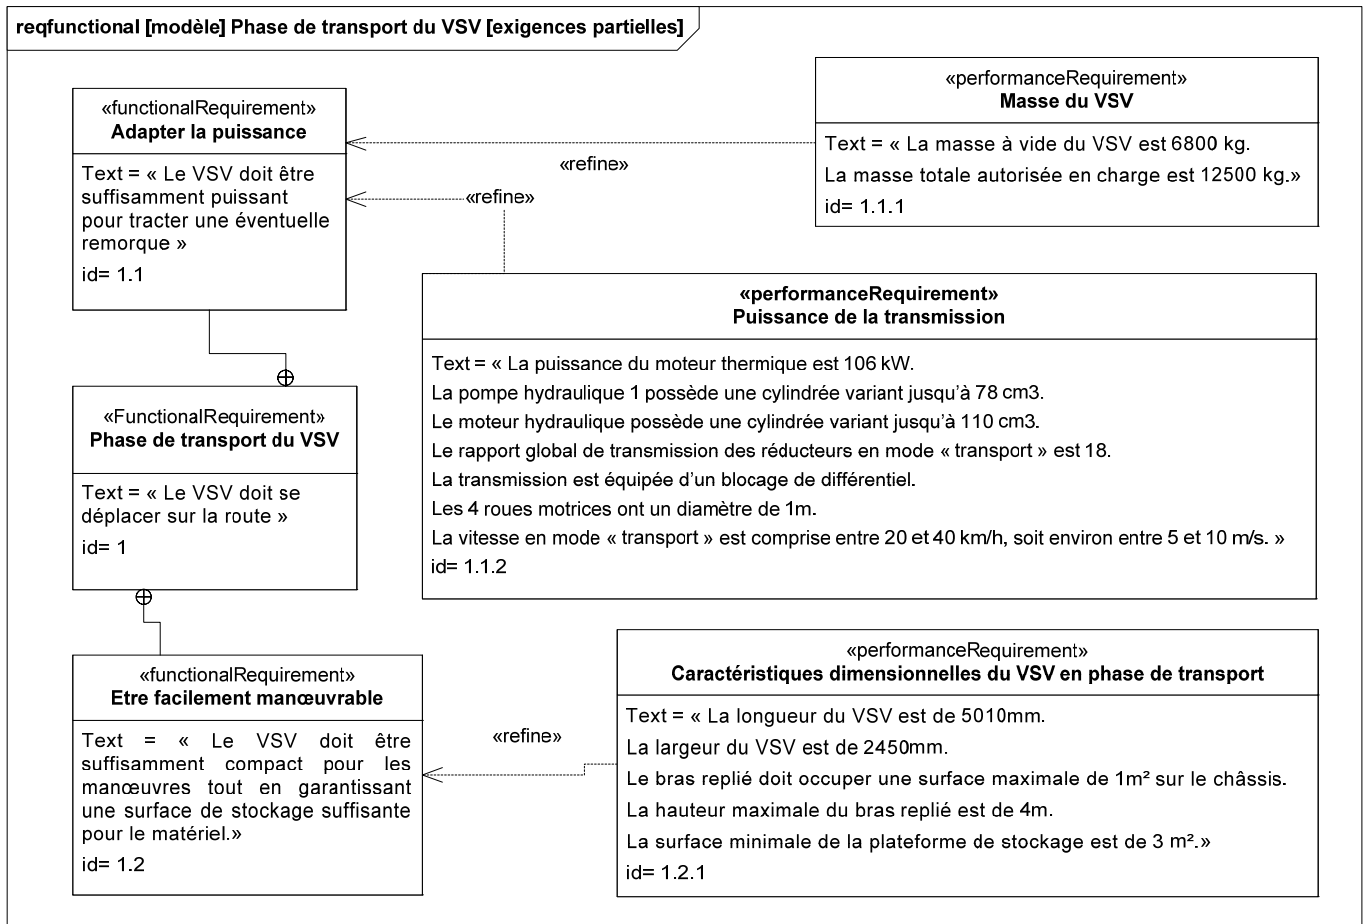 reqfunctional [modèle] Phase de transport du VSV [exigences partielles]
«functionalRequirement»
Adapter la puissance
Text = « Le VSV doit être
suffisamment puissant
pour tracter une éventuelle
remorque »
id= 1.1
«refine»
«refine»
«performanceRequirement»
Masse du VSV
Text = « La masse à vide du VSV est 6800 kg.
La masse totale autorisée en charge est 12500 kg.»
id= 1.1.1
«performanceRequirement»
Puissance de la transmission
Text = « La puissance du moteur thermique est 106 kW.
La pompe hydraulique 1 possède une cylindrée variant jusqu'à 78 cm3.
Le moteur hydraulique possède une cylindrée variant jusqu'à 110 cm3.
Le rapport global de transmission des réducteurs en mode « transport » est 18.
La transmission est équipée d'un blocage de différentiel.
Les 4 roues motrices ont un diamètre de 1m.
La vitesse en mode « transport » est comprise entre 20 et 40 km/h, soit environ entre 5 et 10 m/s. »
id= 1.1.2
«FunctionalRequirement»
Phase de transport du VSV
Text = « Le VSV doit se
déplacer sur la route »
id= 1
«functionalRequirement»
Etre facilement manœuvrable
Text = « Le VSV doit être
suffisamment compact pour les
manœuvres tout en garantissant
une surface de stockage suffisante
pour le matériel.»
id= 1.2
«refine»
«performanceRequirement»
Caractéristiques dimensionnelles du VSV en phase de transport
Text = « La longueur du VSV est de 5010mm.
La largeur du VSV est de 2450mm.
Le bras replié doit occuper une surface maximale de 1m² sur le châssis.
La hauteur maximale du bras replié est de 4m.
La surface minimale de la plateforme de stockage est de 3 m².»
id= 1.2.1